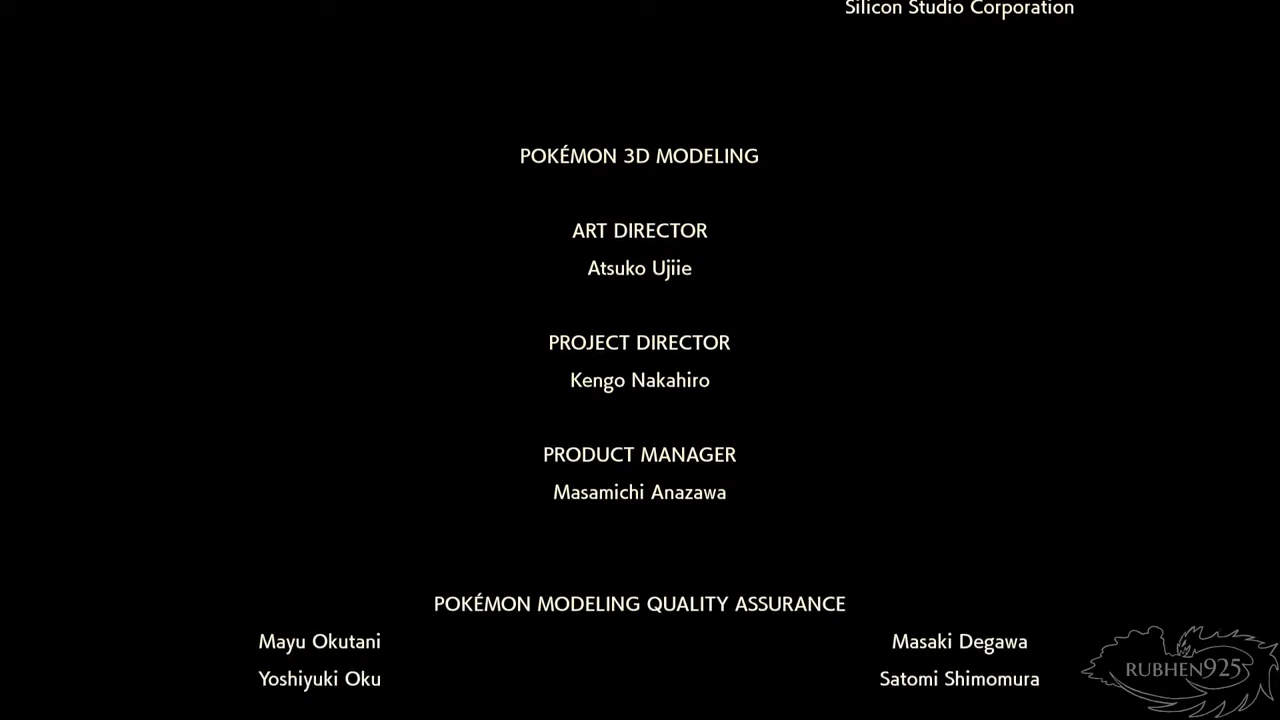 Silicon Studio Corporation
POKÉMON 3D MODELING
ART DIRECTOR
Atsuko Ujiie
PROJECT DIRECTOR
Kengo Nakahiro
PRODUCT MANAGER
Masamichi Anazawa
POKÉMON MODELING QUALITY ASSURANCE
Mayu Okutani Masaki Degawa
Yoshiyuki Oku Satomi Shimomura
RUBHEN925